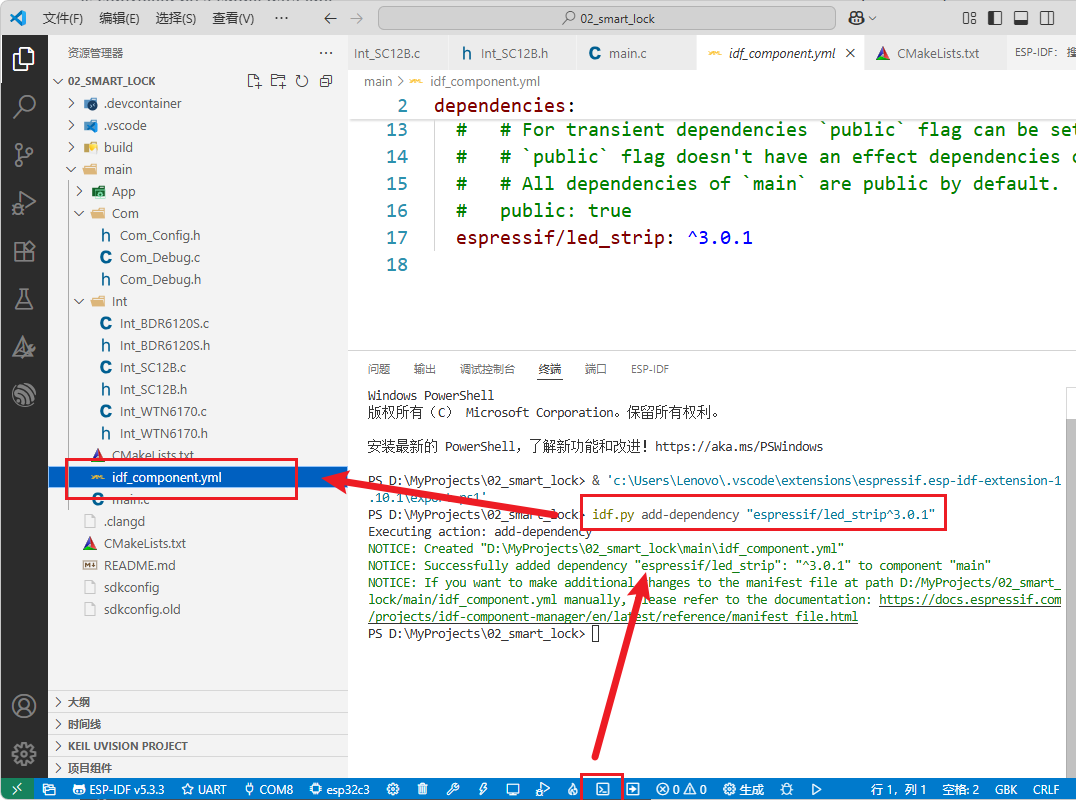 文件(F) 编辑(E) 选择(S) 查看(V) ··· 02_smart_lock
资源管理器 ···
02_SMART_LOCK
.devcontainer
.vscode
build
main
App
Com
Com_Config.h
Com_Debug.c
Com_Debug.h
Int
Int_BDR6120S.c
Int_BDR6120S.h
Int_SC12B.c
Int_SC12B.h
Int_WTN6170.c
Int_WTN6170.h
CMakeLists.txt
idf_component.yml
main.c
.clangd
CMakeLists.txt
README.md
sdkconfig
sdkconfig.old
大纲
时间线
KEIL UVISION PROJECT
项目组件
Int_SC12B.c Int_SC12B.h main.c idf_component.yml CMakeLists.txt ESP-IDF: 搜
main > idf_component.yml
2 dependencies:
13 # # For transient dependencies `public` flag can be set
14 # # `public` flag doesn't have an effect dependencies
15 # # All dependencies of `main` are public by default.
16 # public: true
17 espressif/led_strip: ^3.0.1
18
问题 输出 调试控制台 终端 端口 ESP-IDF
Windows PowerShell
版权所有 (C) Microsoft Corporation。保留所有权利。
安装最新的 PowerShell，了解新功能和改进！https://aka.ms/PSWindows
PS D:\MyProjects\02_smart_lock> & 'c:\Users\Lenovo\.vscode\extensions\espressif.esp-idf-extension-1
.10.1\export.ps1'
PS D:\MyProjects\02_smart_lock> idf.py add-dependency "espressif/led_strip^3.0.1"
Executing action: add-dependency
NOTICE: Created "D:\MyProjects\02_smart_lock\main\idf_component.yml"
NOTICE: Successfully added dependency "espressif/led_strip": "^3.0.1" to component "main"
NOTICE: If you want to make additional changes to the manifest file at path D:/MyProjects/02_smart_
lock/main/idf_component.yml manually, please refer to the documentation: https://docs.espressif.com
/projects/idf-component-manager/en/latest/reference/manifest_file.html
PS D:\MyProjects\02_smart_lock>
ESP-IDF v5.3.3 UART COM8 esp32c3 0 0 生成 行 1，列 1 空格: 2 GBK CRLF